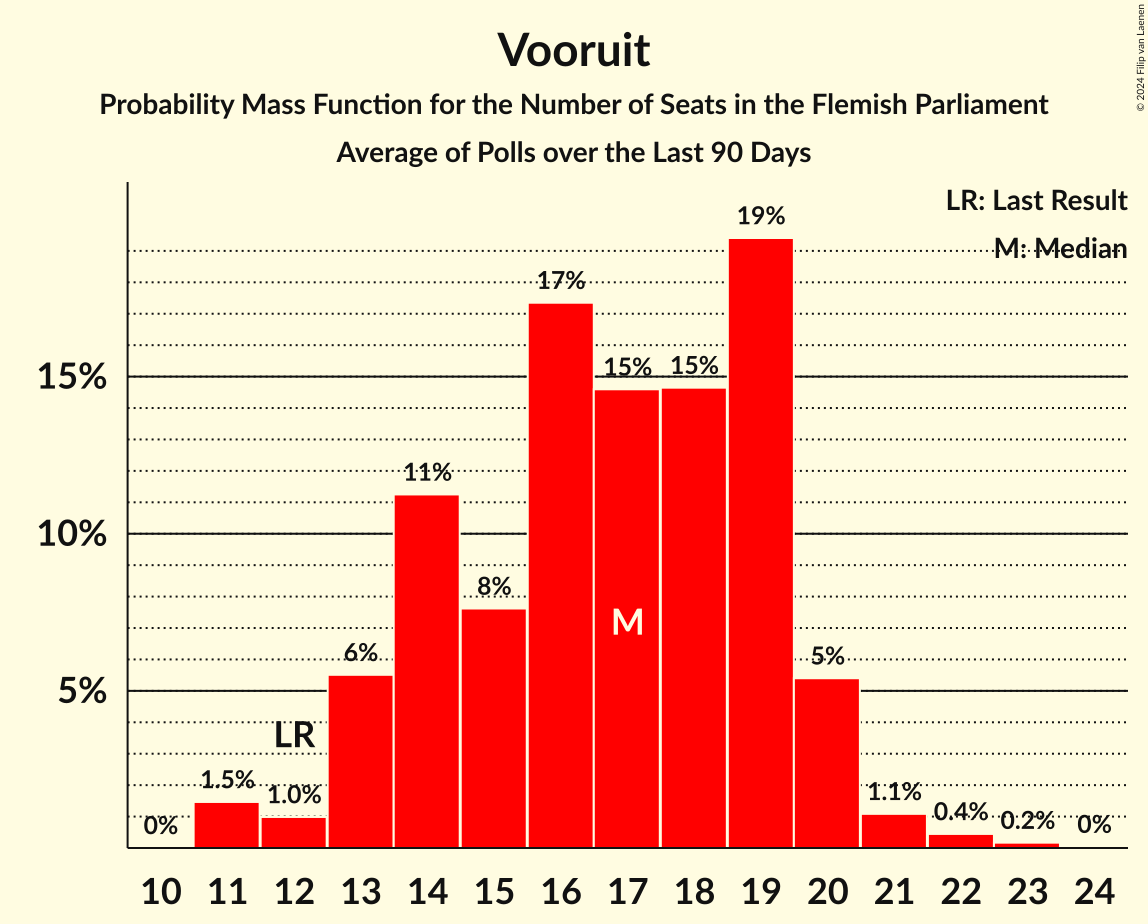 Vooruit
Probability Mass Function for the Number of Seats in the Flemish Parliament
Average of Polls over the Last 90 Days
© 2024 Filip van Laenen
LR: Last Result
M: Median
15%
10%
5%
0%
1.5%
1.0%
LR
6%
11%
8%
17%
15%
M
15%
19%
5%
1.1%
0.4%
0.2%
0%
10 11 12 13 14 15 16 17 18 19 20 21 22 23 24